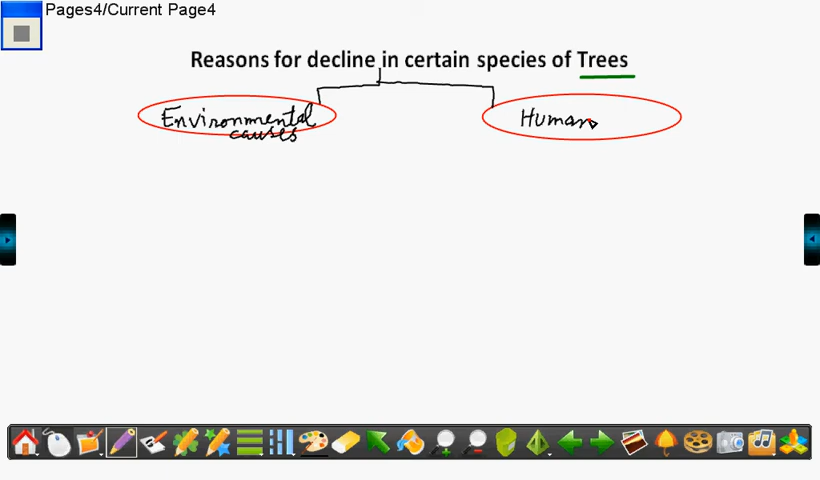 Pages4/Current Page4
Reasons for decline in certain species of Trees
Environmental causes
Human